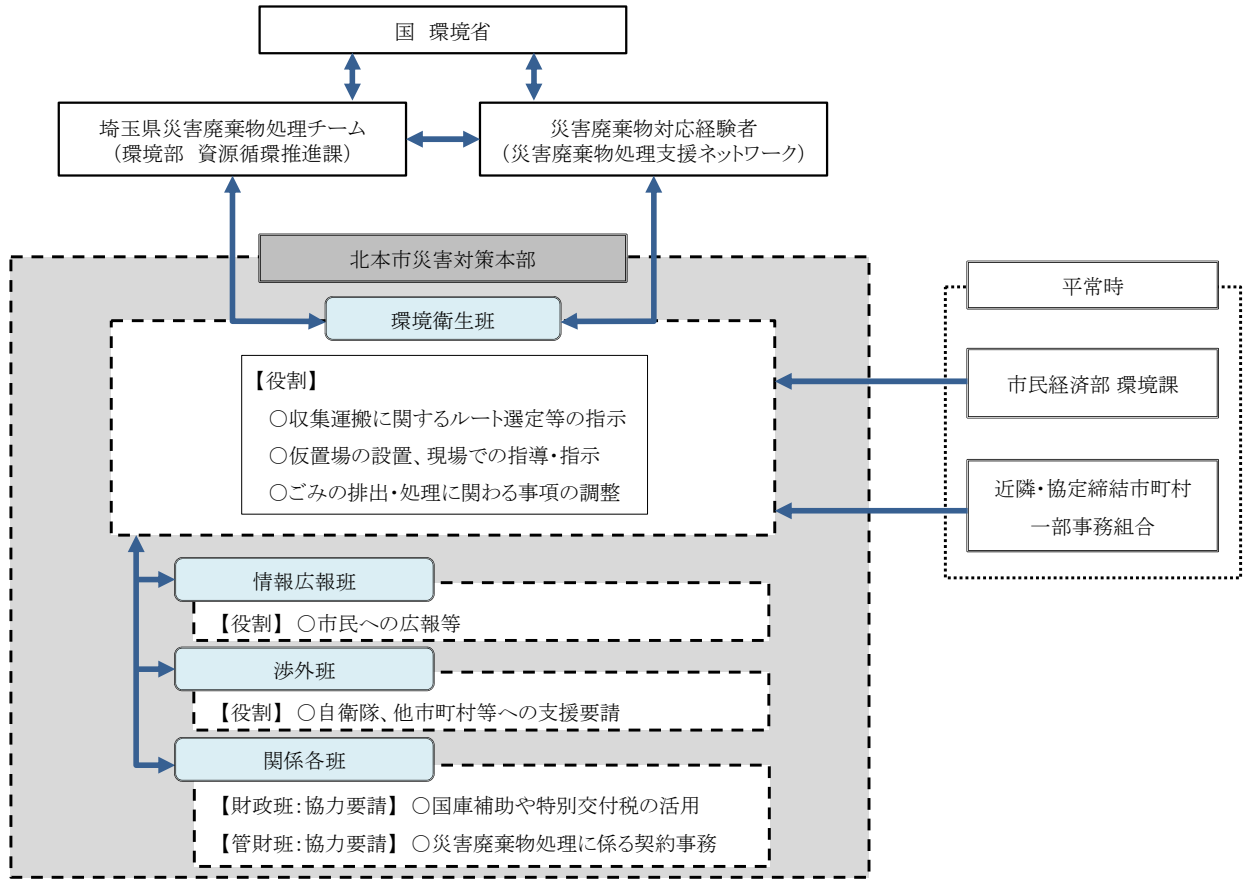 国 環境省
埼玉県災害廃棄物処理チーム
（環境部 資源循環推進課）
災害廃棄物対応経験者
（災害廃棄物処理支援ネットワーク）
北本市災害対策本部
環境衛生班
【役割】
○収集運搬に関するルート選定等の指示
○仮置場の設置、現場での指導・指示
○ごみの排出・処理に関わる事項の調整
平常時
市民経済部 環境課
近隣・協定締結市町村
一部事務組合
情報広報班
【役割】 ○市民への広報等
渉外班
【役割】 ○自衛隊、他市町村等への支援要請
関係各班
【財政班：協力要請】 ○国庫補助や特別交付税の活用
【管財班：協力要請】 ○災害廃棄物処理に係る契約事務